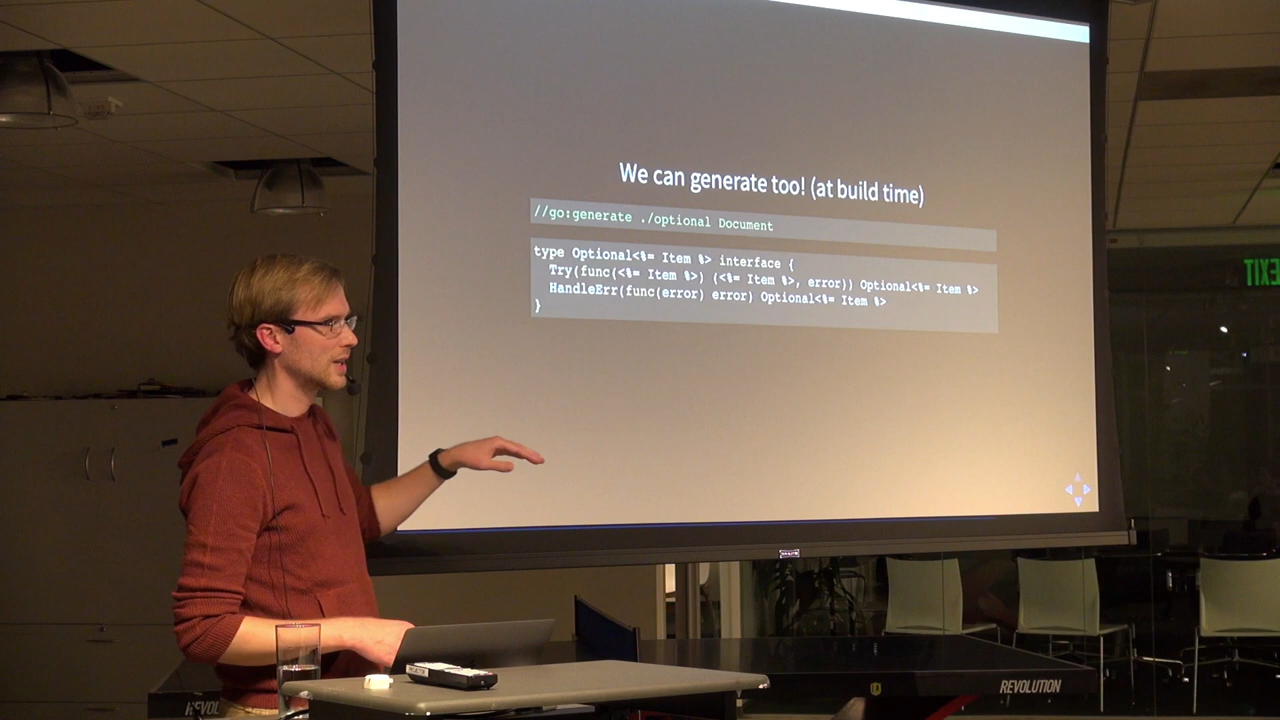 We can generate too! (at build time)
//go:generate ./optional Document
type Optional<%= Item %> interface {
Try(func(<%= Item %>) (<%= Item %>, error)) Optional<%= Item %>
HandleErr(func(error) error) Optional<%= Item %>
}
EXIT
REVOLUTION
REVOL